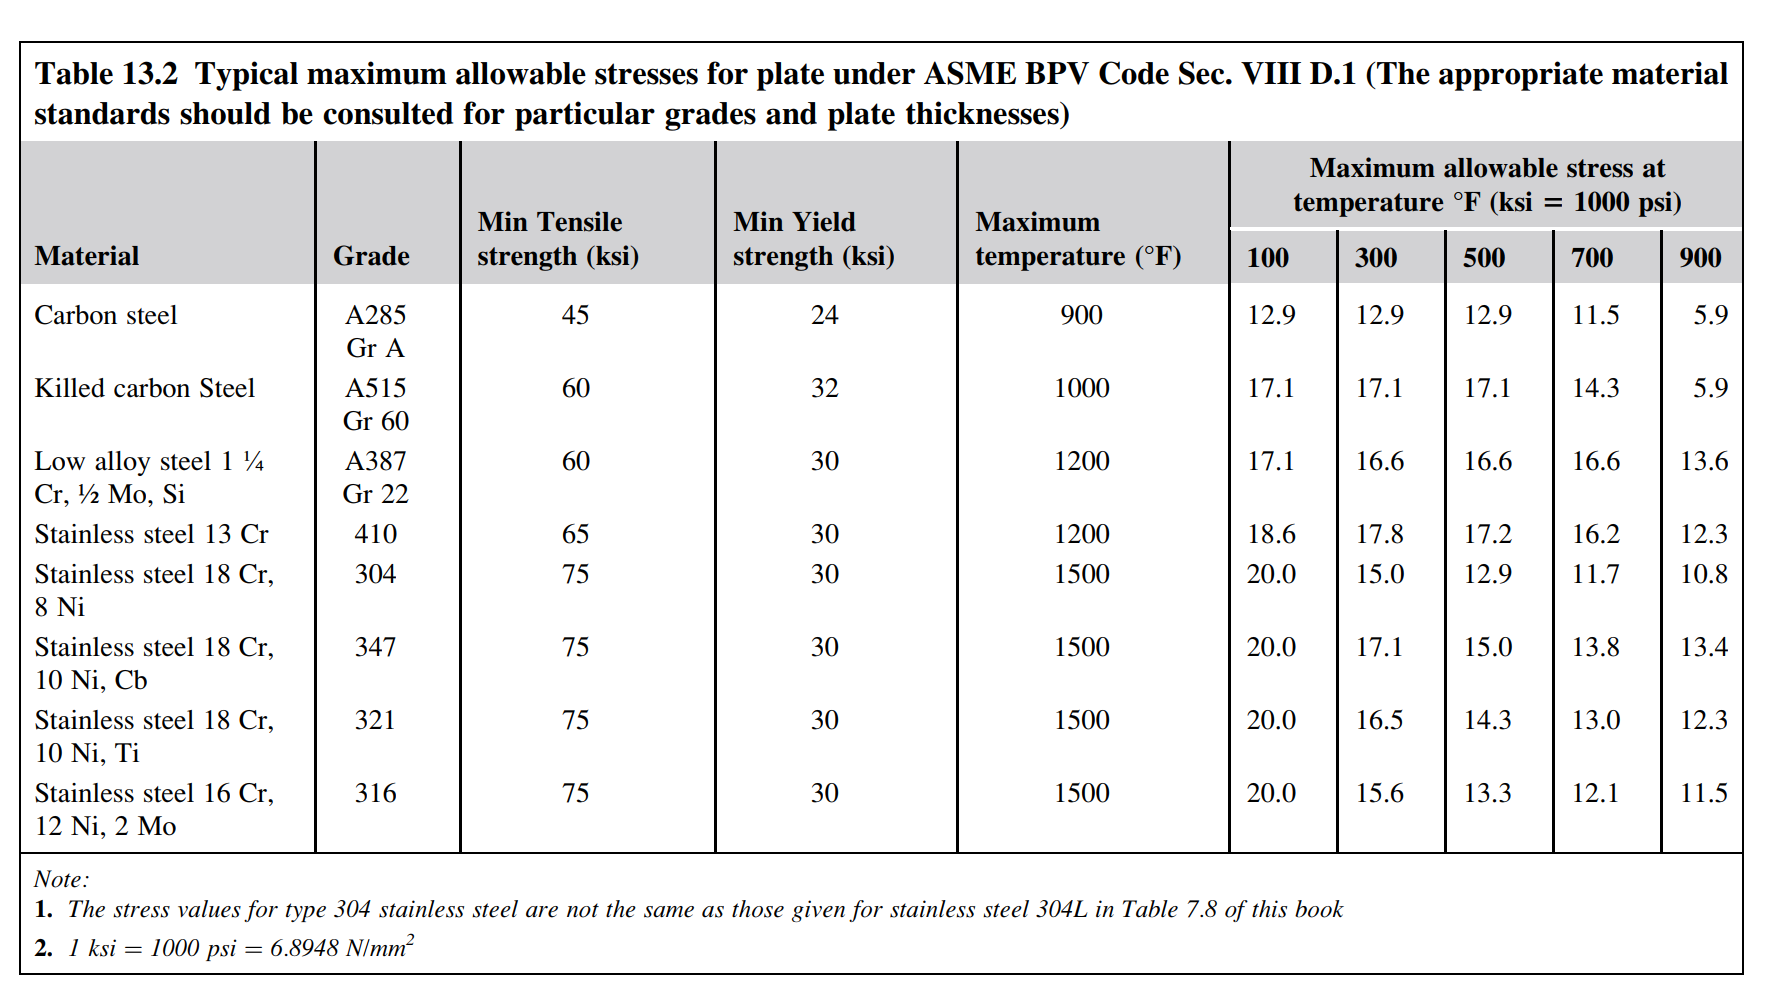 Table 13.2 Typical maximum allowable stresses for plate under ASME BPV Code Sec. VIII D.1 (The appropriate material
standards should be consulted for particular grades and plate thicknesses)
Maximum allowable stress at
temperature °F (ksi = 1000 psi)
Material Grade Min Tensile strength (ksi) Min Yield strength (ksi) Maximum temperature (°F) 100 300 500 700 900
Carbon steel A285 45 24 900 12.9 12.9 12.9 11.5 5.9
Gr A
Killed carbon Steel A515 60 32 1000 17.1 17.1 17.1 14.3 5.9
Gr 60
Low alloy steel 1 ¼ A387 60 30 1200 17.1 16.6 16.6 16.6 13.6
Cr, ½ Mo, Si Gr 22
Stainless steel 13 Cr 410 65 30 1200 18.6 17.8 17.2 16.2 12.3
Stainless steel 18 Cr, 304 75 30 1500 20.0 15.0 12.9 11.7 10.8
8 Ni
Stainless steel 18 Cr, 347 75 30 1500 20.0 17.1 15.0 13.8 13.4
10 Ni, Cb
Stainless steel 18 Cr, 321 75 30 1500 20.0 16.5 14.3 13.0 12.3
10 Ni, Ti
Stainless steel 16 Cr, 316 75 30 1500 20.0 15.6 13.3 12.1 11.5
12 Ni, 2 Mo
Note:
1. The stress values for type 304 stainless steel are not the same as those given for stainless steel 304L in Table 7.8 of this book
2. 1 ksi = 1000 psi = 6.8948 N/mm²